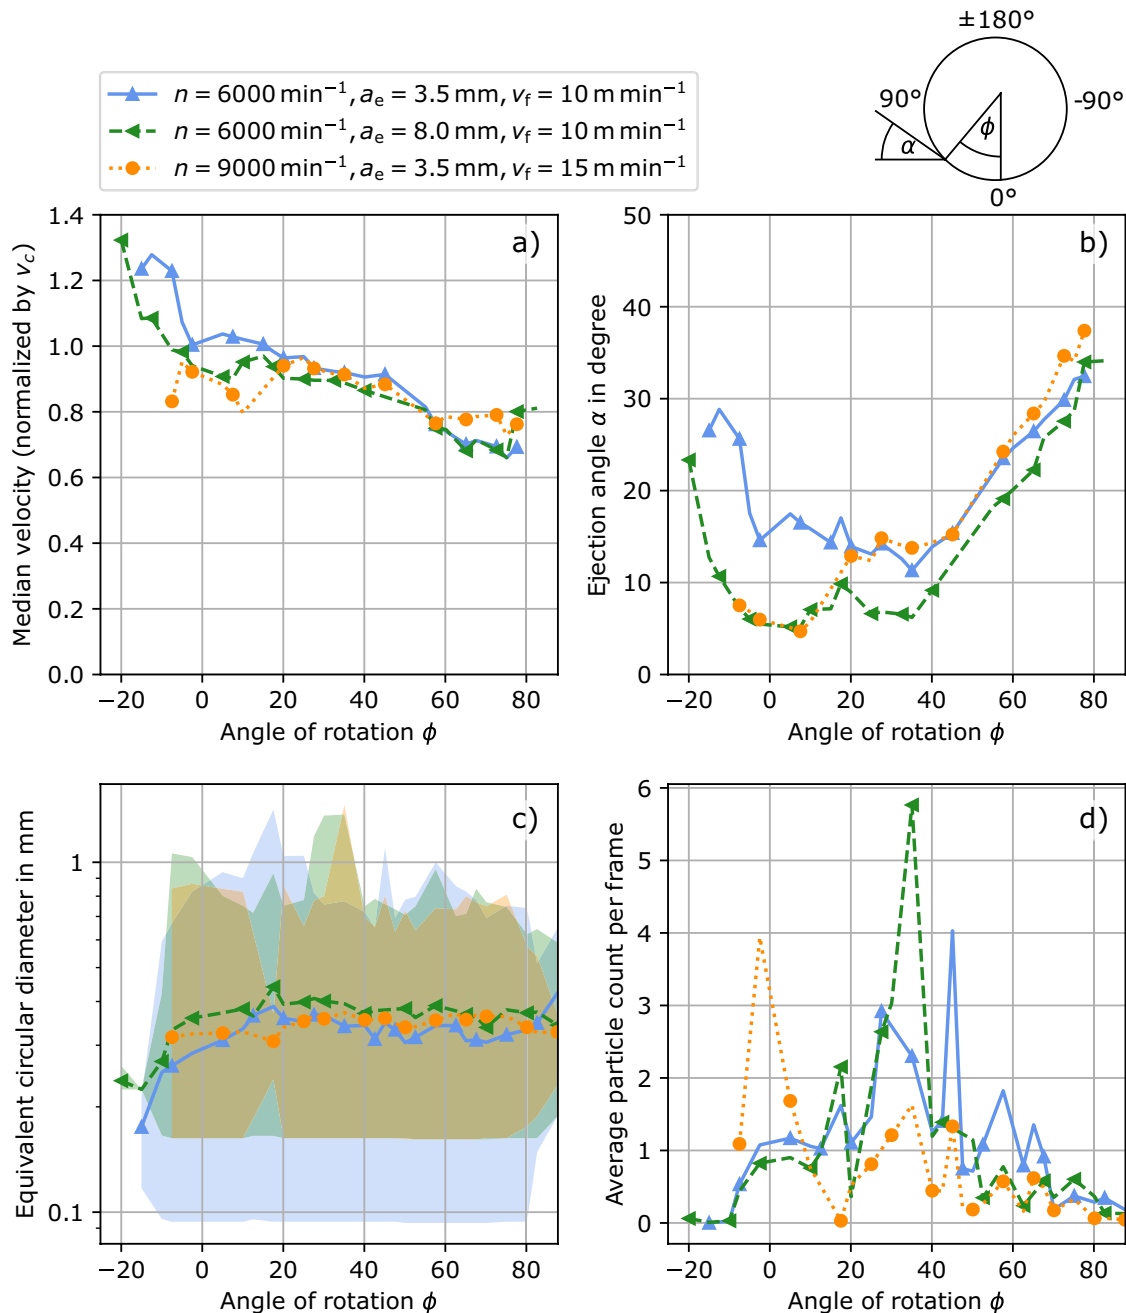 ±180°
90°
-90°
α
ϕ
0°
n = 6000 min⁻¹, aₑ = 3.5 mm, v_f = 10 m min⁻¹
n = 6000 min⁻¹, aₑ = 8.0 mm, v_f = 10 m min⁻¹
n = 9000 min⁻¹, aₑ = 3.5 mm, v_f = 15 m min⁻¹
a)
Median velocity (normalized by v_c)
1.4
1.2
1.0
0.8
0.6
0.4
0.2
0.0
−20 0 20 40 60 80
Angle of rotation ϕ
b)
Ejection angle α in degree
50
40
30
20
10
0
−20 0 20 40 60 80
Angle of rotation ϕ
c)
Equivalent circular diameter in mm
1
0.1
−20 0 20 40 60 80
Angle of rotation ϕ
d)
Average particle count per frame
6
5
4
3
2
1
0
−20 0 20 40 60 80
Angle of rotation ϕ